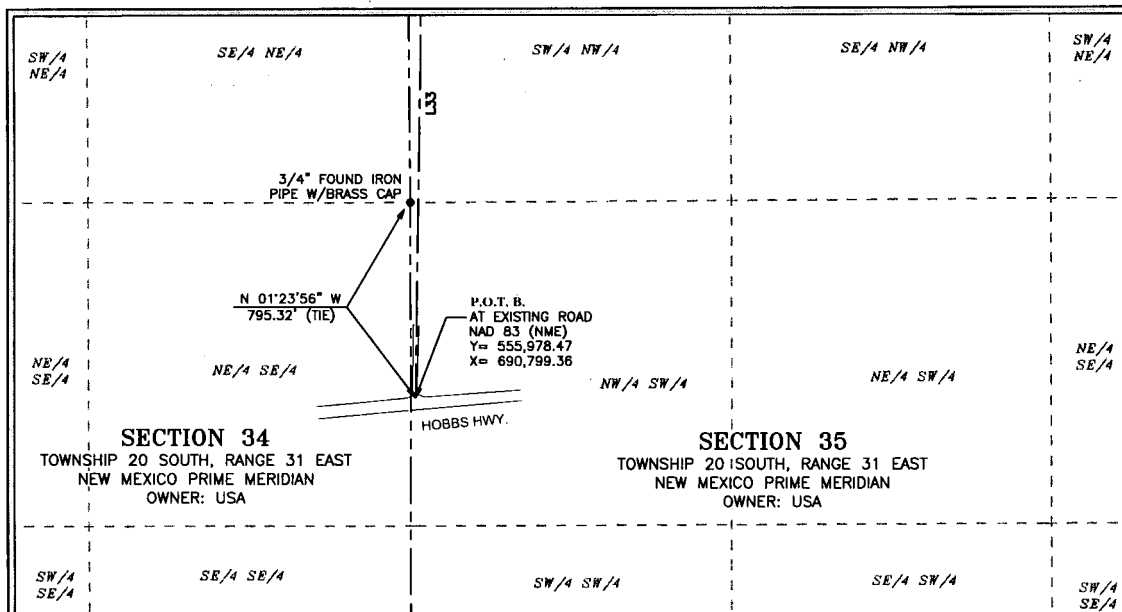 SW/4
NE/4
SE/4 NE/4
SW/4 NW/4
SE/4 NW/4
SW/4
NE/4
L33
3/4" FOUND IRON
PIPE W/BRASS CAP
N 01°23'56" W
795.32' (TIE)
P.O.T. B.
AT EXISTING ROAD
NAD 83 (NME)
Y= 555,978.47
X= 690,799.36
NE/4
SE/4
NE/4 SE/4
NW/4 SW/4
NE/4 SW/4
NE/4
SE/4
HOBBS HWY.
SECTION 34
TOWNSHIP 20 SOUTH, RANGE 31 EAST
NEW MEXICO PRIME MERIDIAN
OWNER: USA
SECTION 35
TOWNSHIP 20 SOUTH, RANGE 31 EAST
NEW MEXICO PRIME MERIDIAN
OWNER: USA
SW/4
SE/4
SE/4 SE/4
SW/4 SW/4
SE/4 SW/4
SW/4
SE/4